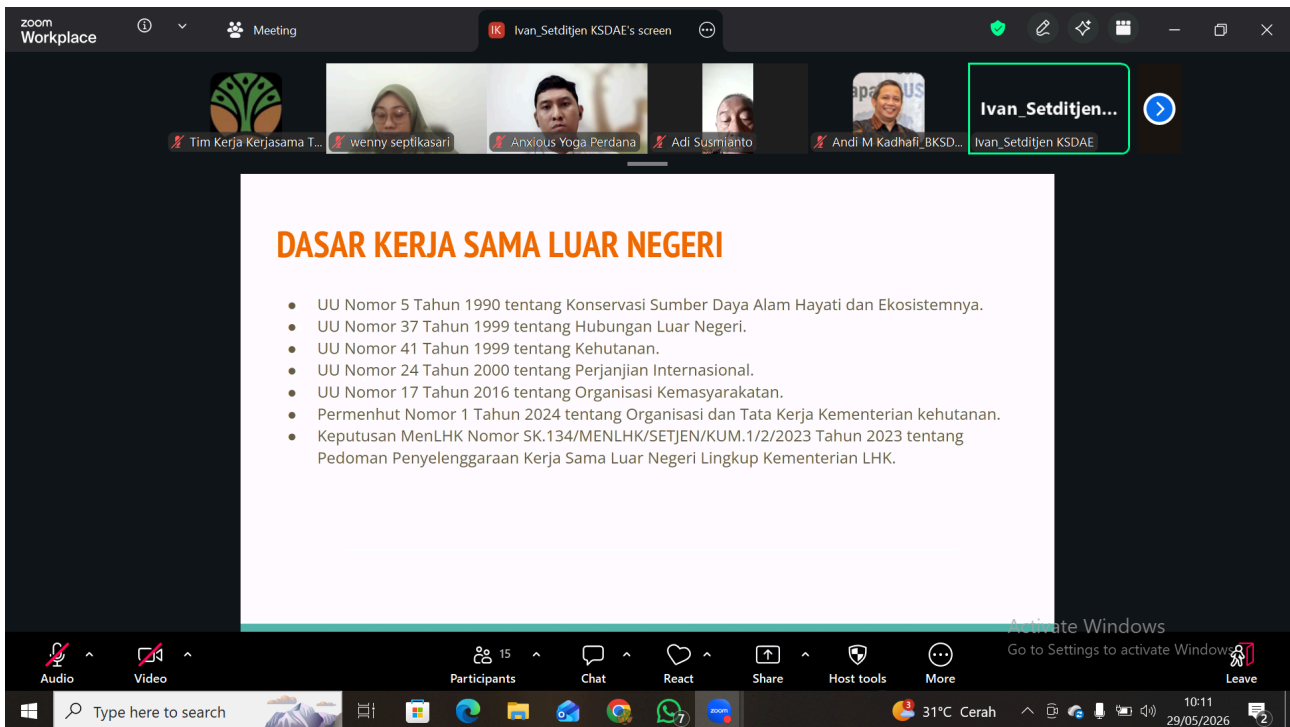 zoom
Workplace
Meeting
IK Ivan_Setditjen KSDAE's screen
Tim Kerja Kerjasama T...
wenny septikasari
Anxious Yoga Perdana
Adi Susmianto
Andi M Kadhafi_BKSD...
Ivan_Setditjen...
Ivan_Setditjen KSDAE
DASAR KERJA SAMA LUAR NEGERI
● UU Nomor 5 Tahun 1990 tentang Konservasi Sumber Daya Alam Hayati dan Ekosistemnya.
● UU Nomor 37 Tahun 1999 tentang Hubungan Luar Negeri.
● UU Nomor 41 Tahun 1999 tentang Kehutanan.
● UU Nomor 24 Tahun 2000 tentang Perjanjian Internasional.
● UU Nomor 17 Tahun 2016 tentang Organisasi Kemasyarakatan.
● Permenhut Nomor 1 Tahun 2024 tentang Organisasi dan Tata Kerja Kementerian kehutanan.
● Keputusan MenLHK Nomor SK.134/MENLHK/SETJEN/KUM.1/2/2023 Tahun 2023 tentang
Pedoman Penyelenggaraan Kerja Sama Luar Negeri Lingkup Kementerian LHK.
Activate Windows
Go to Settings to activate Windows.
Audio
Video
15
Participants
Chat
React
Share
Host tools
More
Leave
Type here to search
7
zoom
31°C Cerah
10:11
29/05/2026
2